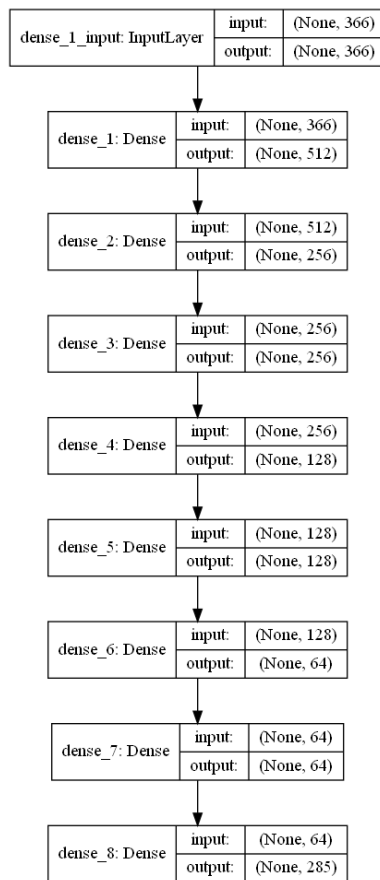 dense_1_input: InputLayer
input: (None, 366)
output: (None, 366)
dense_1: Dense
input: (None, 366)
output: (None, 512)
dense_2: Dense
input: (None, 512)
output: (None, 256)
dense_3: Dense
input: (None, 256)
output: (None, 256)
dense_4: Dense
input: (None, 256)
output: (None, 128)
dense_5: Dense
input: (None, 128)
output: (None, 128)
dense_6: Dense
input: (None, 128)
output: (None, 64)
dense_7: Dense
input: (None, 64)
output: (None, 64)
dense_8: Dense
input: (None, 64)
output: (None, 285)